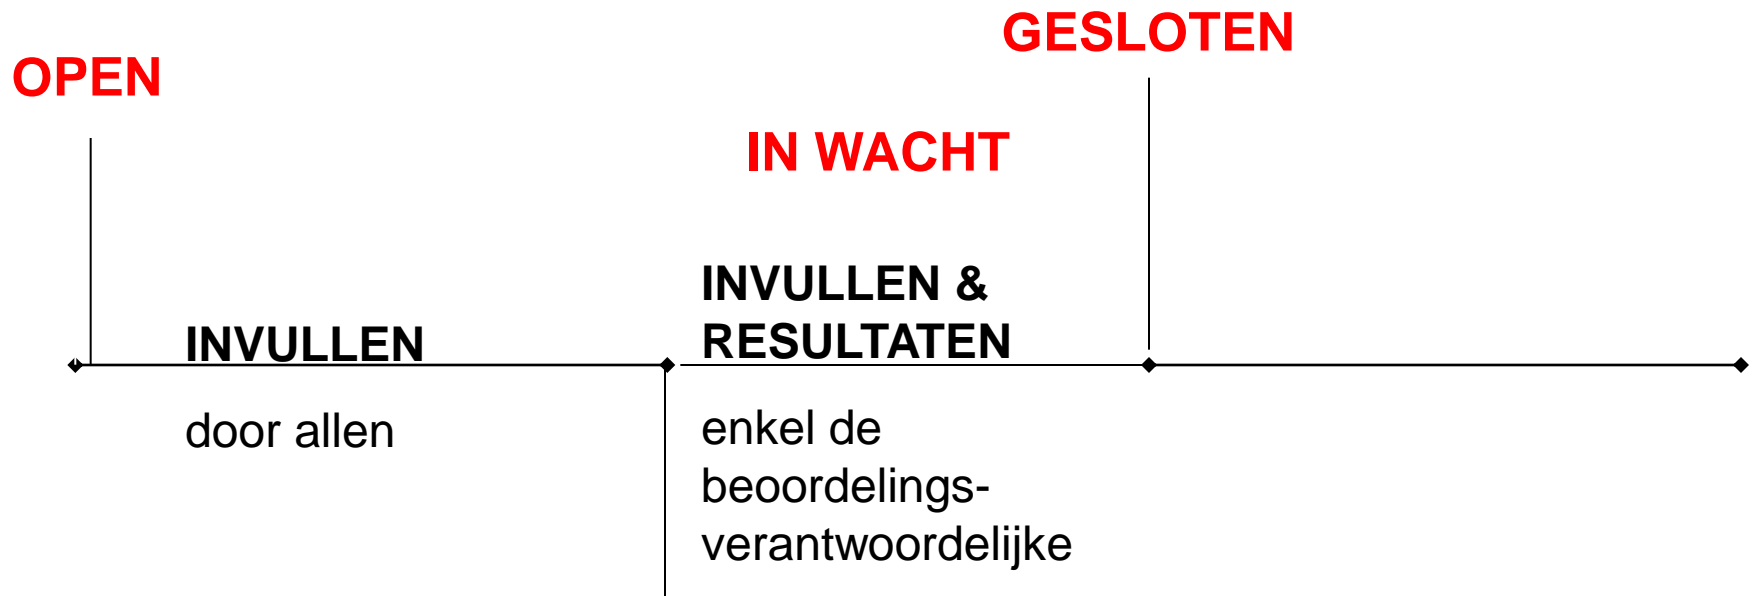 GESLOTEN
OPEN
IN WACHT
INVULLEN &
RESULTATEN
INVULLEN
door allen
enkel de
beoordelings-
verantwoordelijke